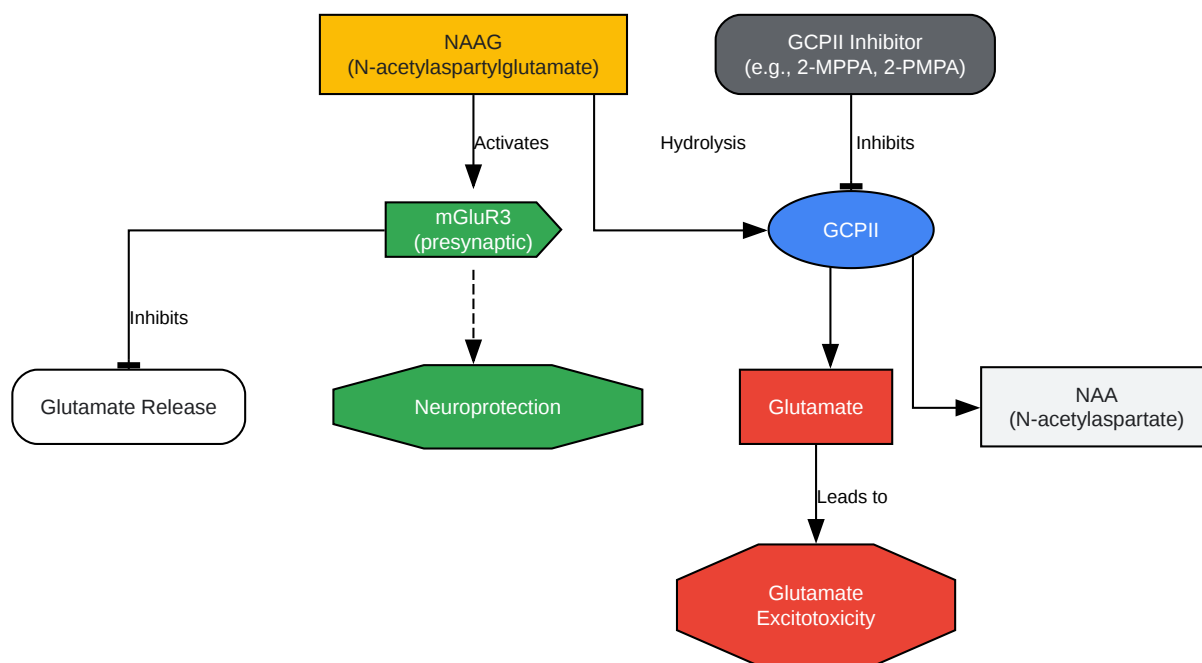 NAAG
(N-acetylaspartylglutamate)
GCPII Inhibitor
(e.g., 2-MPPA, 2-PMPA)
Activates
Hydrolysis
Inhibits
mGluR3
(presynaptic)
GCPII
Inhibits
Glutamate Release
Neuroprotection
Glutamate
NAA
(N-acetylaspartate)
Leads to
Glutamate
Excitotoxicity